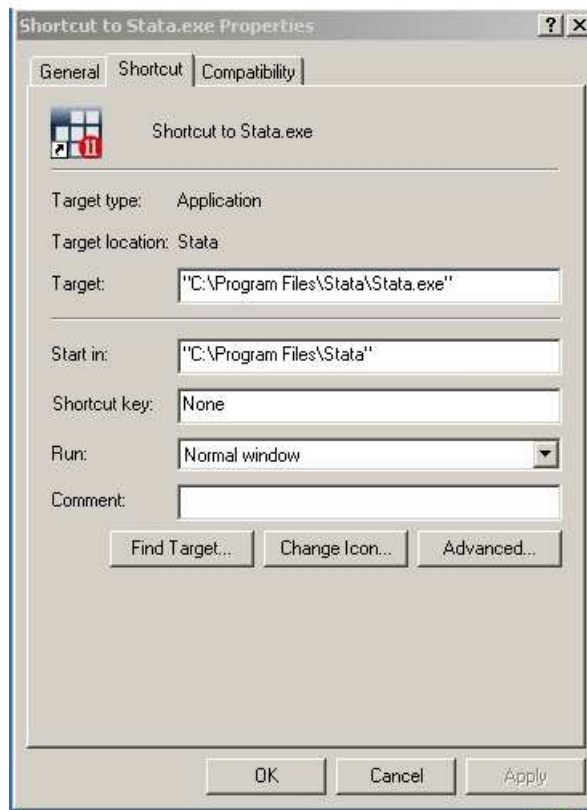 Shortcut to Stata.exe Properties ? X
General Shortcut Compatibility
11 Shortcut to Stata.exe
Target type: Application
Target location: Stata
Target: "C:\Program Files\Stata\Stata.exe"
Start in: "C:\Program Files\Stata"
Shortcut key: None
Run: Normal window
Comment:
Find Target... Change Icon... Advanced...
OK Cancel Apply